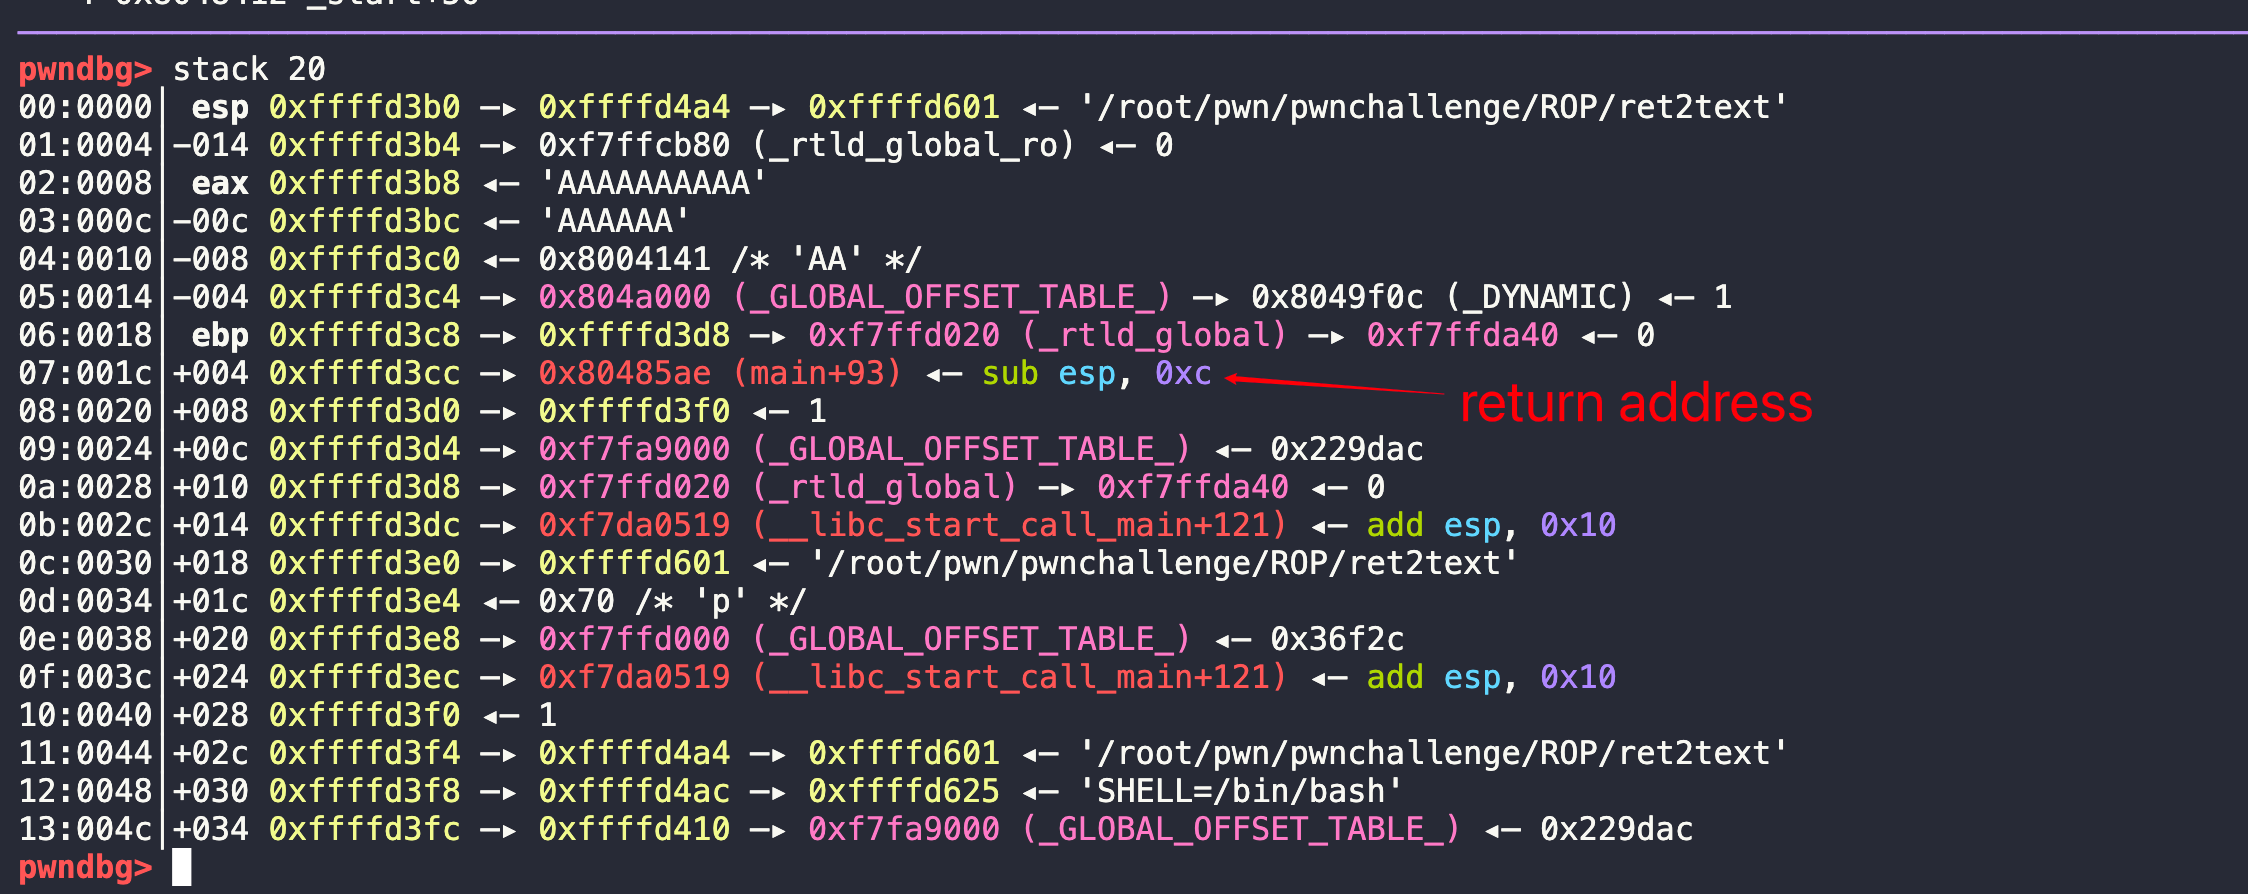 pwndbg> stack 20
00:0000│ esp 0xffffd3b0 —▸ 0xffffd4a4 —▸ 0xffffd601 ◂— '/root/pwn/pwnchallenge/ROP/ret2text'
01:0004│-014 0xffffd3b4 —▸ 0xf7ffcb80 (_rtld_global_ro) ◂— 0
02:0008│ eax 0xffffd3b8 ◂— 'AAAAAAAAAA'
03:000c│-00c 0xffffd3bc ◂— 'AAAAAA'
04:0010│-008 0xffffd3c0 ◂— 0x8004141 /* 'AA' */
05:0014│-004 0xffffd3c4 —▸ 0x804a000 (_GLOBAL_OFFSET_TABLE_) —▸ 0x8049f0c (_DYNAMIC) ◂— 1
06:0018│ ebp 0xffffd3c8 —▸ 0xffffd3d8 —▸ 0xf7ffd020 (_rtld_global) —▸ 0xf7ffda40 ◂— 0
07:001c│+004 0xffffd3cc —▸ 0x80485ae (main+93) ◂— sub esp, 0xc
return address
08:0020│+008 0xffffd3d0 —▸ 0xffffd3f0 ◂— 1
09:0024│+00c 0xffffd3d4 —▸ 0xf7fa9000 (_GLOBAL_OFFSET_TABLE_) ◂— 0x229dac
0a:0028│+010 0xffffd3d8 —▸ 0xf7ffd020 (_rtld_global) —▸ 0xf7ffda40 ◂— 0
0b:002c│+014 0xffffd3dc —▸ 0xf7da0519 (__libc_start_call_main+121) ◂— add esp, 0x10
0c:0030│+018 0xffffd3e0 —▸ 0xffffd601 ◂— '/root/pwn/pwnchallenge/ROP/ret2text'
0d:0034│+01c 0xffffd3e4 ◂— 0x70 /* 'p' */
0e:0038│+020 0xffffd3e8 —▸ 0xf7ffd000 (_GLOBAL_OFFSET_TABLE_) ◂— 0x36f2c
0f:003c│+024 0xffffd3ec —▸ 0xf7da0519 (__libc_start_call_main+121) ◂— add esp, 0x10
10:0040│+028 0xffffd3f0 ◂— 1
11:0044│+02c 0xffffd3f4 —▸ 0xffffd4a4 —▸ 0xffffd601 ◂— '/root/pwn/pwnchallenge/ROP/ret2text'
12:0048│+030 0xffffd3f8 —▸ 0xffffd4ac —▸ 0xffffd625 ◂— 'SHELL=/bin/bash'
13:004c│+034 0xffffd3fc —▸ 0xffffd410 —▸ 0xf7fa9000 (_GLOBAL_OFFSET_TABLE_) ◂— 0x229dac
pwndbg>